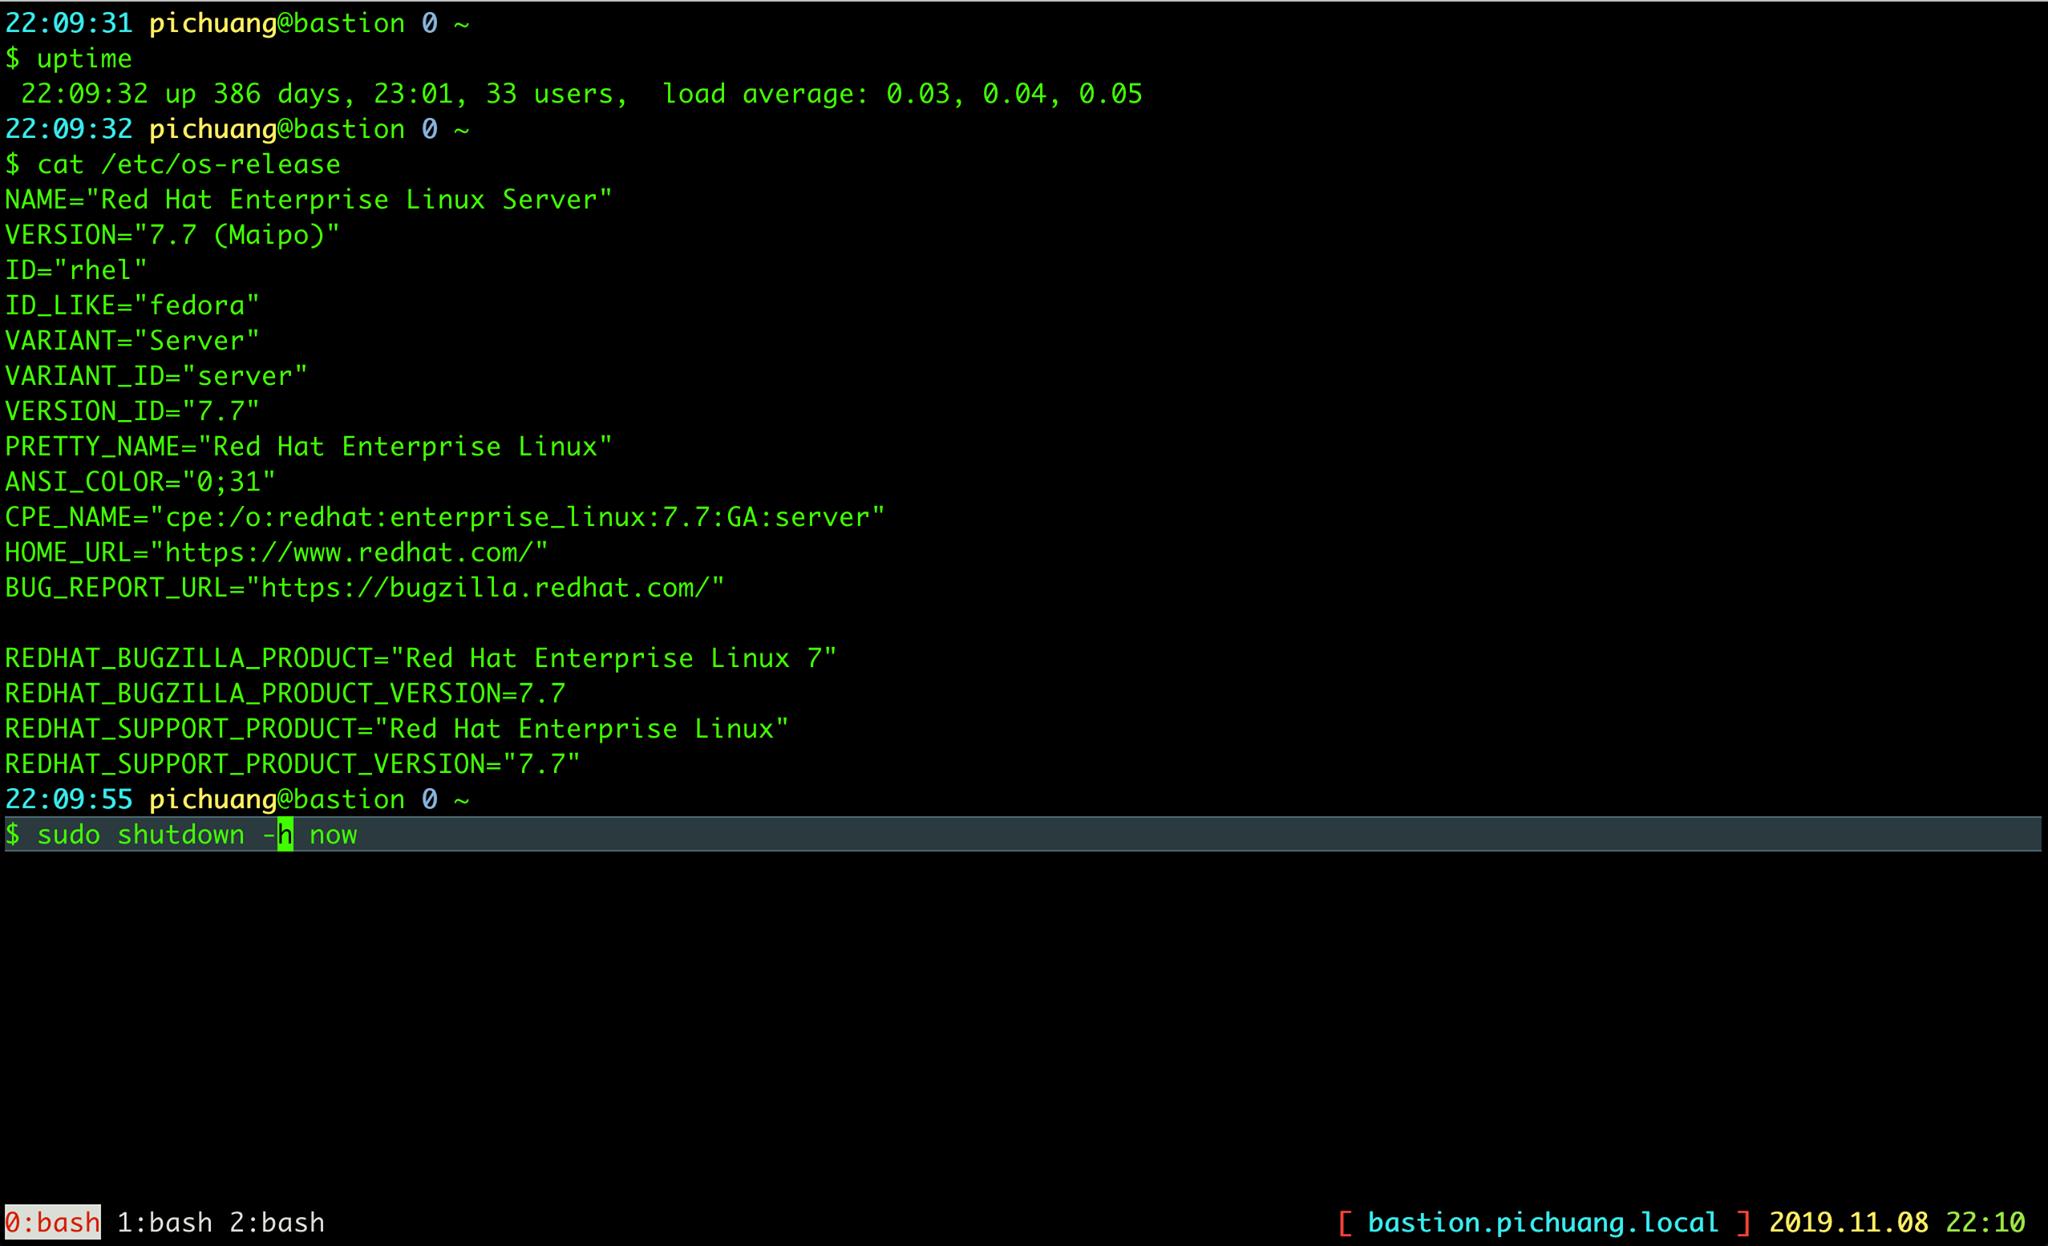 22:09:31 pichuang@bastion 0 ~
$ uptime
 22:09:32 up 386 days, 23:01, 33 users,  load average: 0.03, 0.04, 0.05
22:09:32 pichuang@bastion 0 ~
$ cat /etc/os-release
NAME="Red Hat Enterprise Linux Server"
VERSION="7.7 (Maipo)"
ID="rhel"
ID_LIKE="fedora"
VARIANT="Server"
VARIANT_ID="server"
VERSION_ID="7.7"
PRETTY_NAME="Red Hat Enterprise Linux"
ANSI_COLOR="0;31"
CPE_NAME="cpe:/o:redhat:enterprise_linux:7.7:GA:server"
HOME_URL="https://www.redhat.com/"
BUG_REPORT_URL="https://bugzilla.redhat.com/"

REDHAT_BUGZILLA_PRODUCT="Red Hat Enterprise Linux 7"
REDHAT_BUGZILLA_PRODUCT_VERSION=7.7
REDHAT_SUPPORT_PRODUCT="Red Hat Enterprise Linux"
REDHAT_SUPPORT_PRODUCT_VERSION="7.7"
22:09:55 pichuang@bastion 0 ~
$ sudo shutdown -h now
0:bash 1:bash 2:bash [ bastion.pichuang.local ] 2019.11.08 22:10